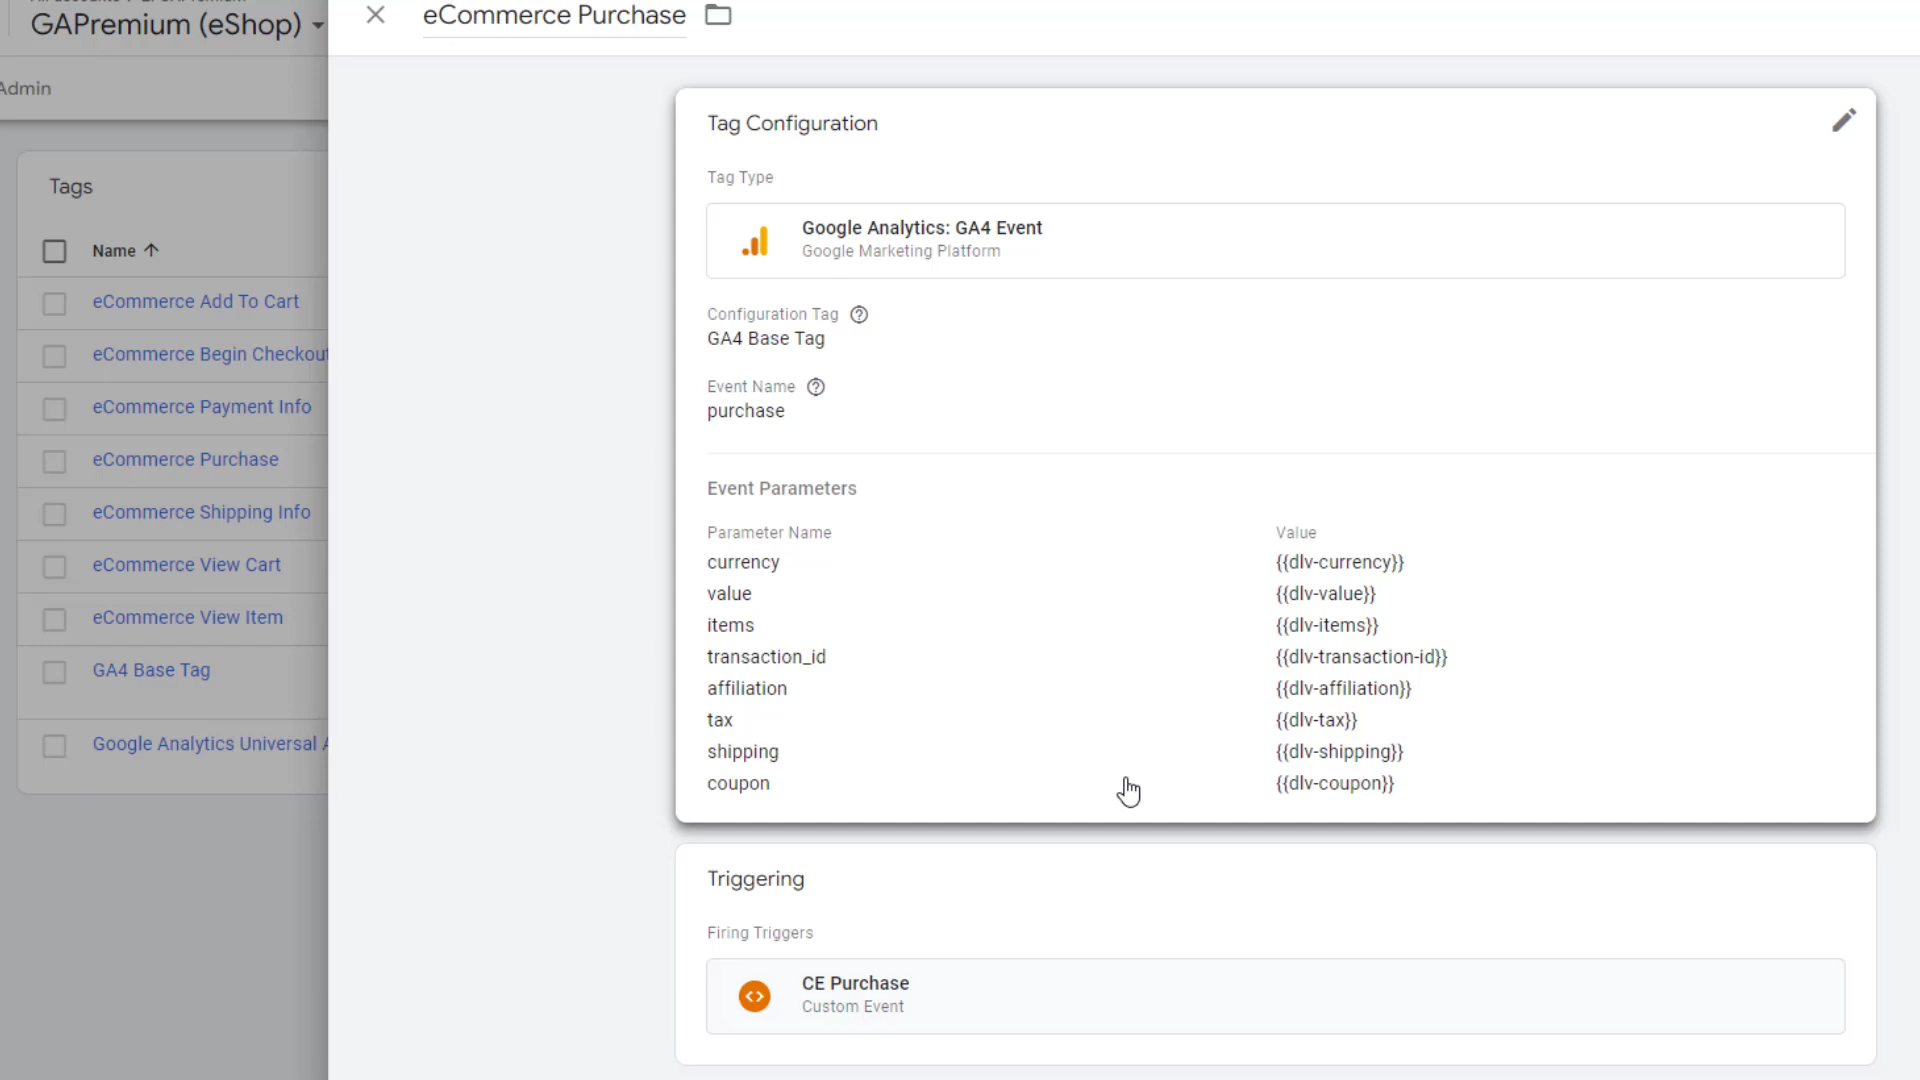 GAPremium (eShop)
Admin
Tags
Name
eCommerce Add To Cart
eCommerce Begin Checkout
eCommerce Payment Info
eCommerce Purchase
eCommerce Shipping Info
eCommerce View Cart
eCommerce View Item
GA4 Base Tag
Google Analytics Universal A
eCommerce Purchase
Tag Configuration
Tag Type
Google Analytics: GA4 Event
Google Marketing Platform
Configuration Tag
GA4 Base Tag
Event Name
purchase
Event Parameters
Parameter Name Value
currency {{dlv-currency}}
value {{dlv-value}}
items {{dlv-items}}
transaction_id {{dlv-transaction-id}}
affiliation {{dlv-affiliation}}
tax {{dlv-tax}}
shipping {{dlv-shipping}}
coupon {{dlv-coupon}}
Triggering
Firing Triggers
CE Purchase
Custom Event